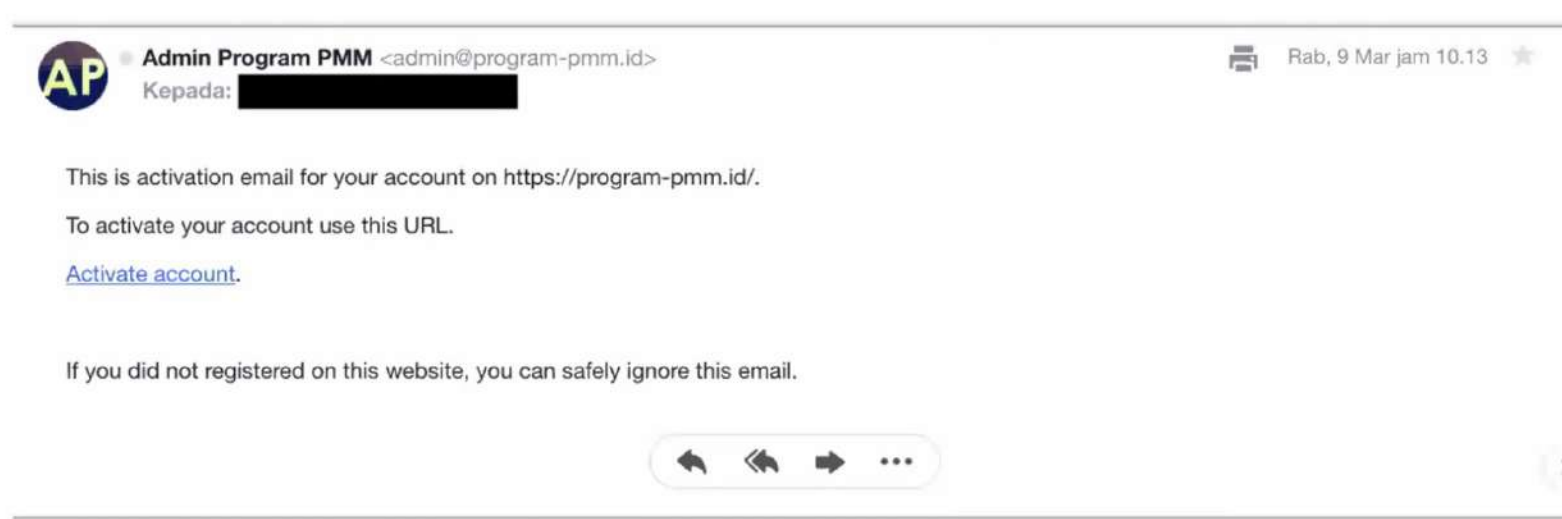 AP
Admin Program PMM <admin@program-pmm.id>
Rab, 9 Mar jam 10.13
Kepada:
This is activation email for your account on https://program-pmm.id/.
To activate your account use this URL.
Activate account.
If you did not registered on this website, you can safely ignore this email.